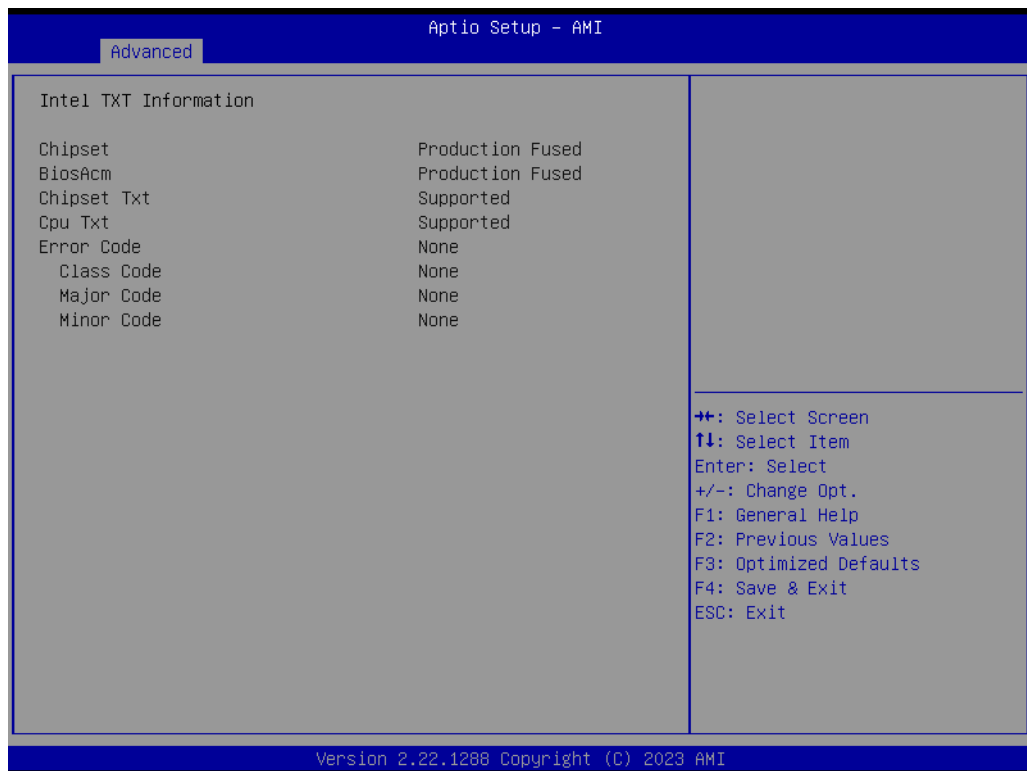 Aptio Setup – AMI
Advanced
Intel TXT Information
Chipset Production Fused
BiosAcm Production Fused
Chipset Txt Supported
Cpu Txt Supported
Error Code None
Class Code None
Major Code None
Minor Code None
→←: Select Screen
↑↓: Select Item
Enter: Select
+/-: Change Opt.
F1: General Help
F2: Previous Values
F3: Optimized Defaults
F4: Save & Exit
ESC: Exit
Version 2.22.1288 Copyright (C) 2023 AMI